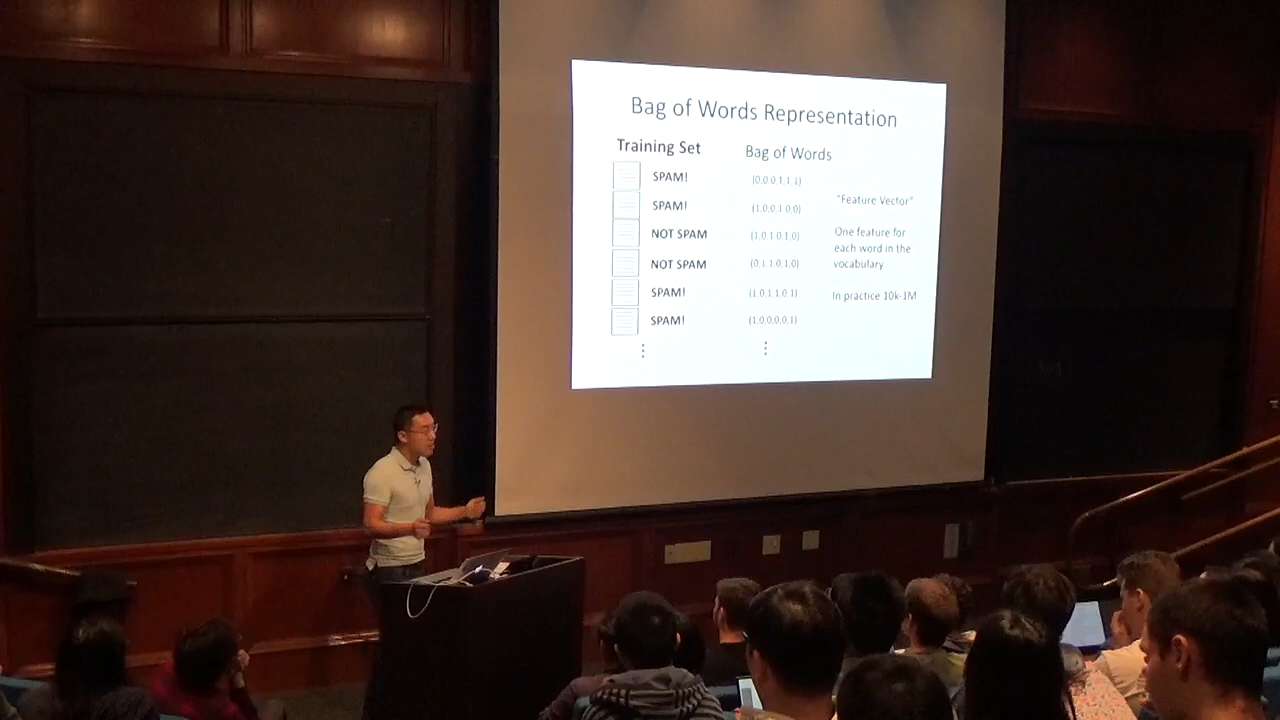 Bag of Words Representation
Training Set
Bag of Words
SPAM! (0,0,0,1,1,1)
SPAM! (1,0,0,1,0,0)
NOT SPAM (1,0,1,0,1,0)
NOT SPAM (0,1,1,0,1,0)
SPAM! (1,0,1,1,0,1)
SPAM! (1,0,0,0,0,1)
"Feature Vector"
One feature for
each word in the
vocabulary
In practice 10k-1M